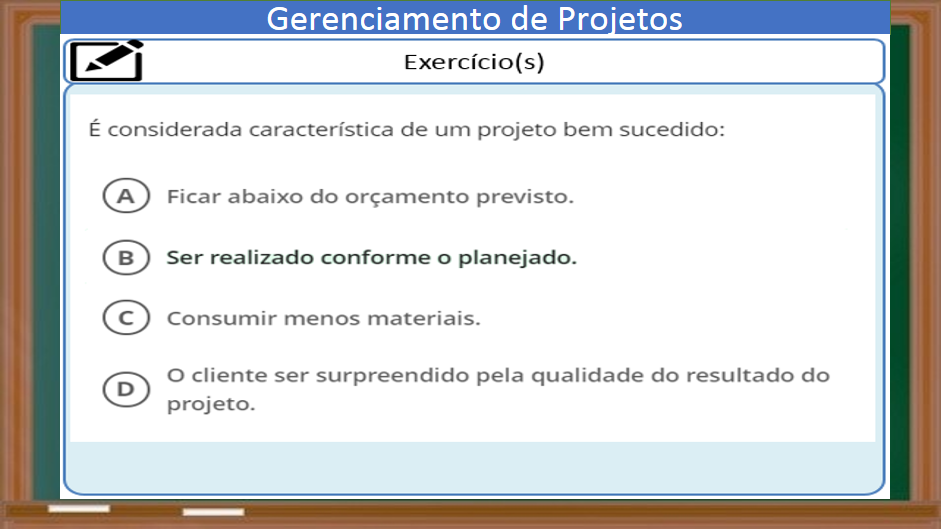 Gerenciamento de Projetos
Exercício(s)
É considerada característica de um projeto bem sucedido:
A Ficar abaixo do orçamento previsto.
B Ser realizado conforme o planejado.
C Consumir menos materiais.
D O cliente ser surpreendido pela qualidade do resultado do
projeto.